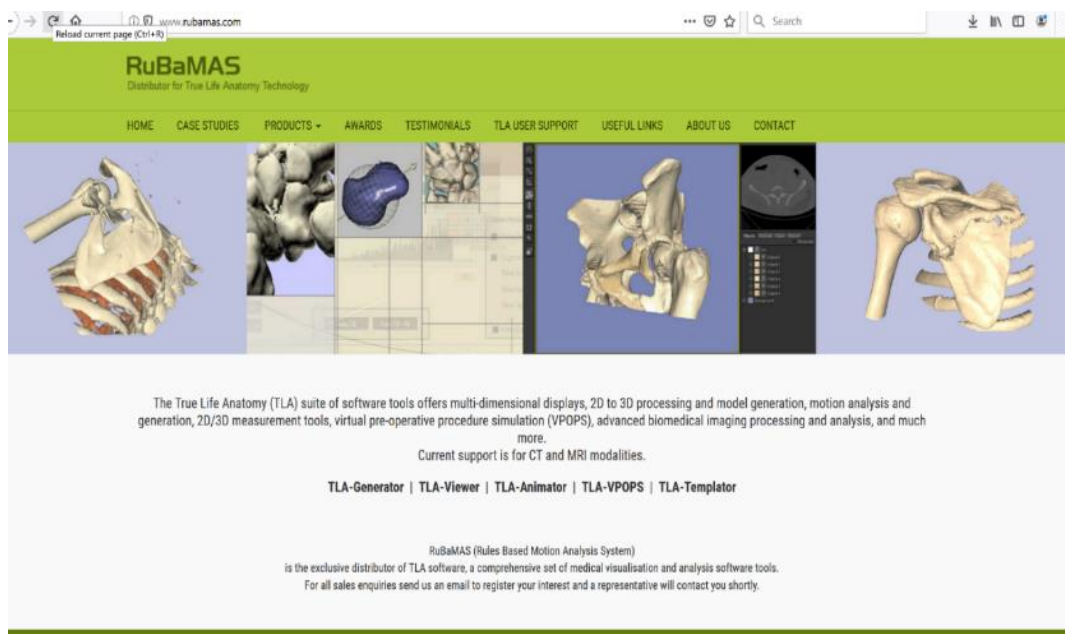 www.rubamas.com
Search
Reload current page (Ctrl+R)
RuBaMAS
Distributor for True Life Anatomy Technology
HOME CASE STUDIES PRODUCTS AWARDS TESTIMONIALS TLA USER SUPPORT USEFUL LINKS ABOUT US CONTACT
The True Life Anatomy (TLA) suite of software tools offers multi-dimensional displays, 2D to 3D processing and model generation, motion analysis and
generation, 2D/3D measurement tools, virtual pre-operative procedure simulation (VPOPS), advanced biomedical imaging processing and analysis, and much
more.
Current support is for CT and MRI modalities.
TLA-Generator | TLA-Viewer | TLA-Animator | TLA-VPOPS | TLA-Templator
RuBaMAS (Rules Based Motion Analysis System)
is the exclusive distributor of TLA software, a comprehensive set of medical visualisation and analysis software tools.
For all sales enquiries send us an email to register your interest and a representative will contact you shortly.